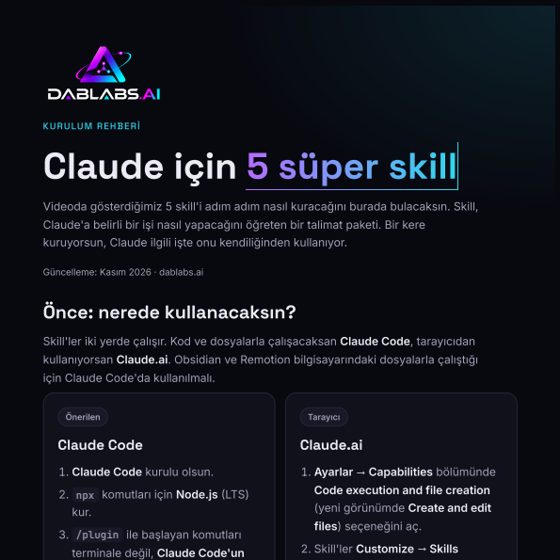 DABLABS.AI
KURULUM REHBERİ
Claude için 5 süper skill
Videoda gösterdiğimiz 5 skill'i adım adım nasıl kuracağını burada bulacaksın. Skill,
Claude'a belirli bir işi nasıl yapacağını öğreten bir talimat paketi. Bir kere
kuruyorsun, Claude ilgili işte onu kendiliğinden kullanıyor.
Güncelleme: Kasım 2026 · dablabs.ai
Önce: nerede kullanacaksın?
Skill'ler iki yerde çalışır. Kod ve dosyalarla çalışacaksan Claude Code, tarayıcıdan
kullanıyorsan Claude.ai. Obsidian ve Remotion bilgisayarındaki dosyalarla çalıştığı
için Claude Code'da kullanılmalı.
Önerilen
Claude Code
1. Claude Code kurulu olsun.
2. npx komutları için Node.js (LTS)
kur.
3. /plugin ile başlayan komutları
terminale değil, Claude Code'un
Tarayıcı
Claude.ai
1. Ayarlar → Capabilities bölümünde
Code execution and file creation
(yeni görünümde Create and edit
files) seçeneğini aç.
2. Skill'ler Customize → Skills